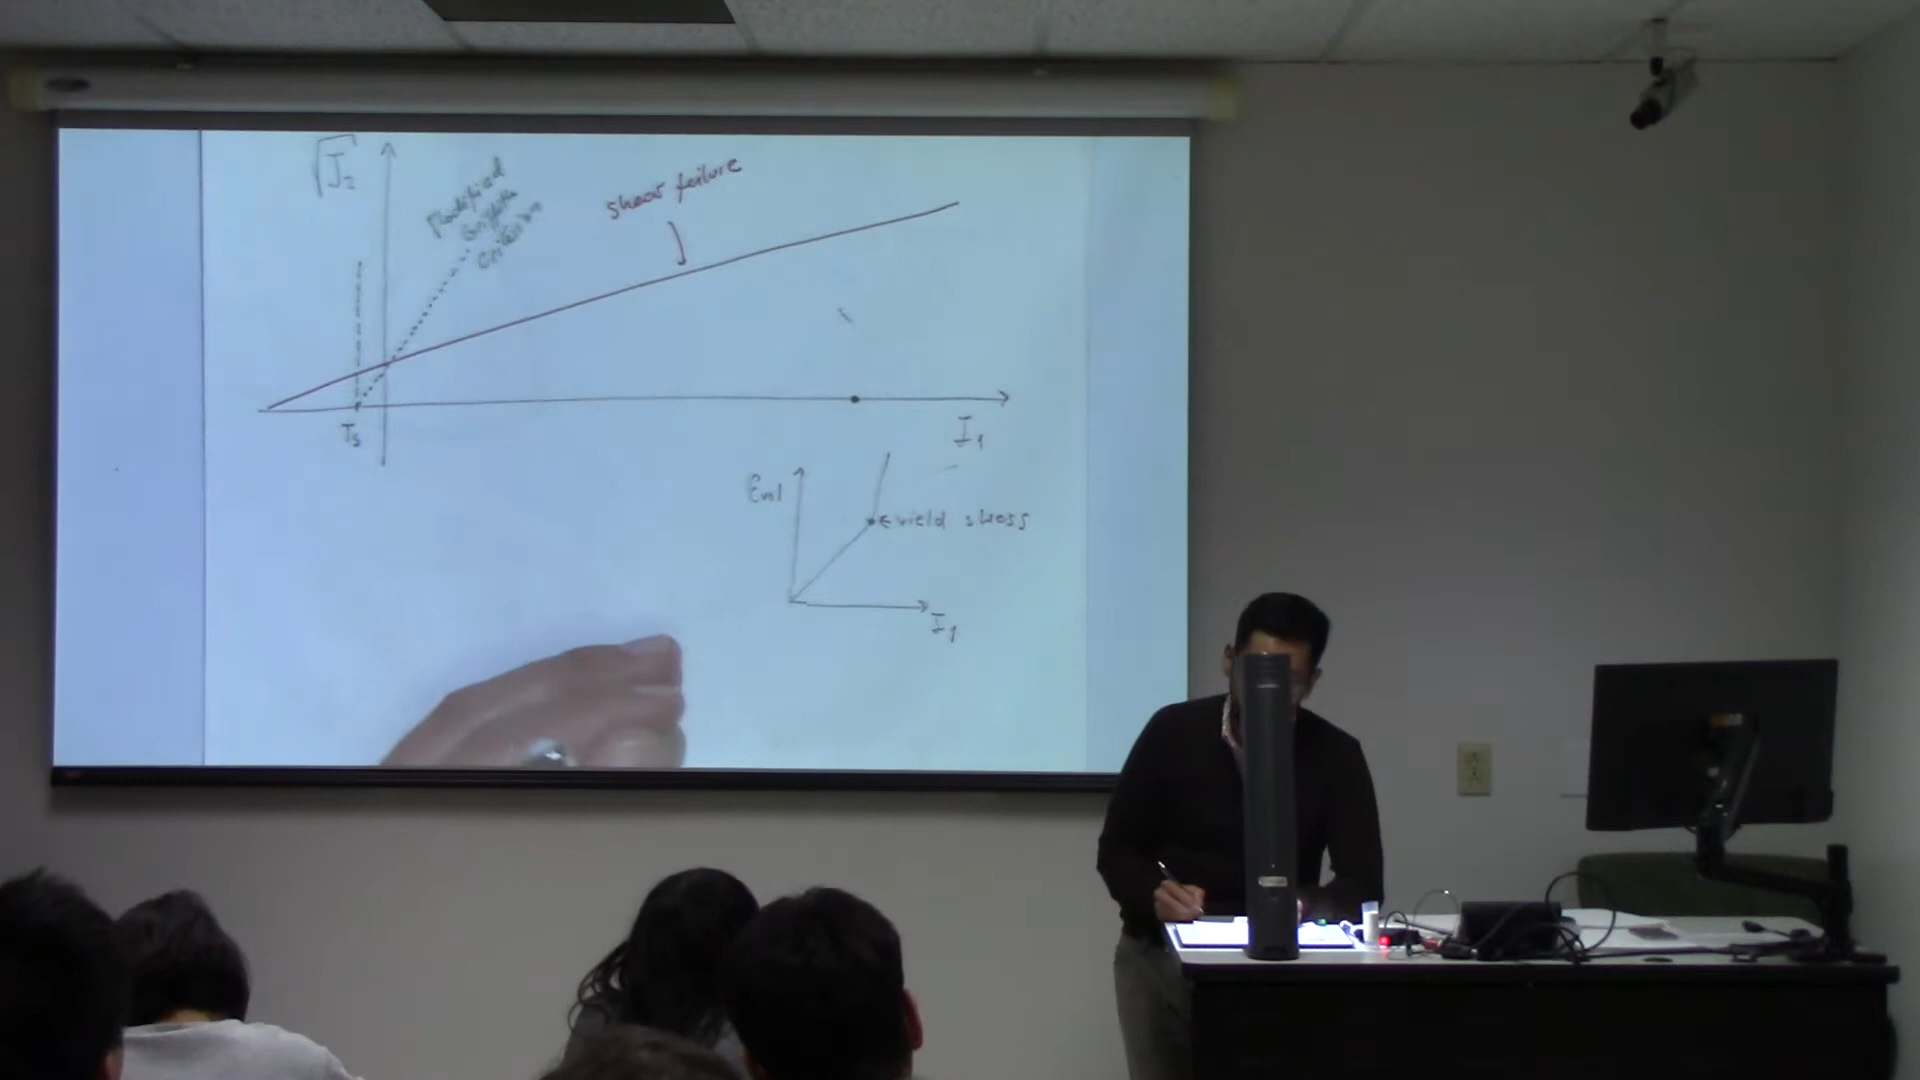 √J₂
Modified
Griffith
criterion
shear failure
Ts
I₁
εvol
← yield stress
I₁